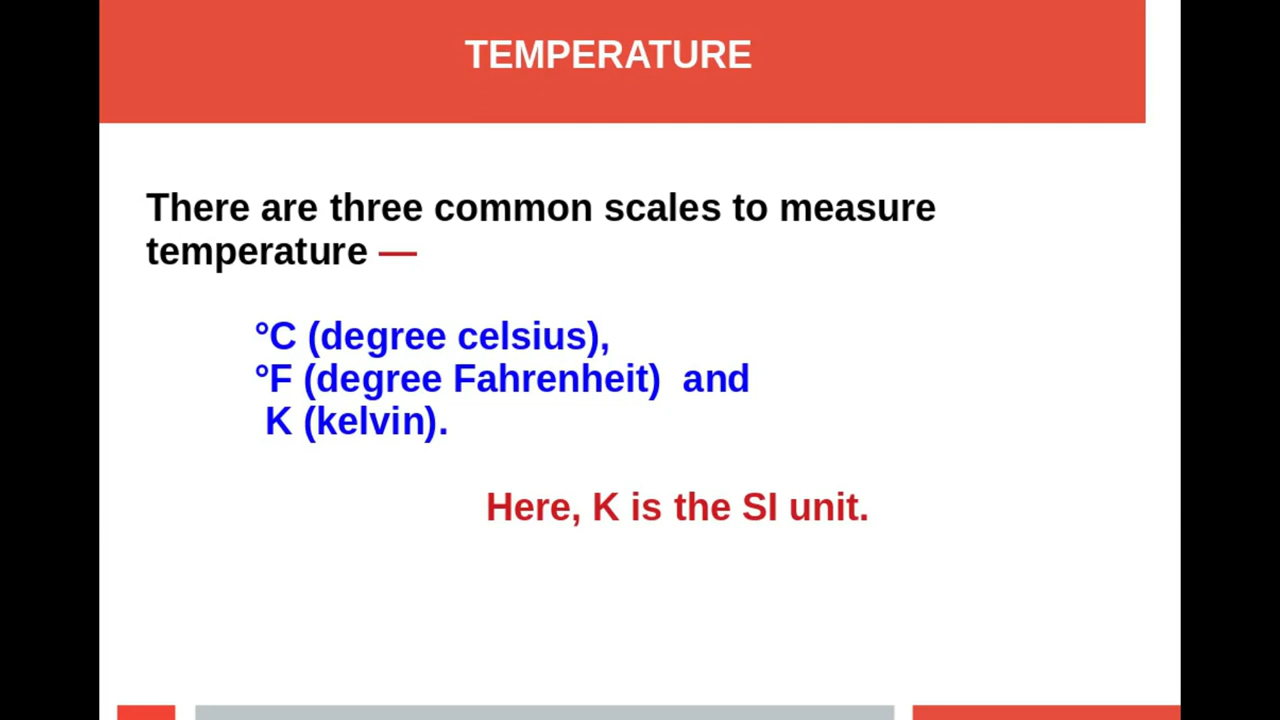 TEMPERATURE
There are three common scales to measure
temperature —
°C (degree celsius),
°F (degree Fahrenheit) and
K (kelvin).
Here, K is the SI unit.